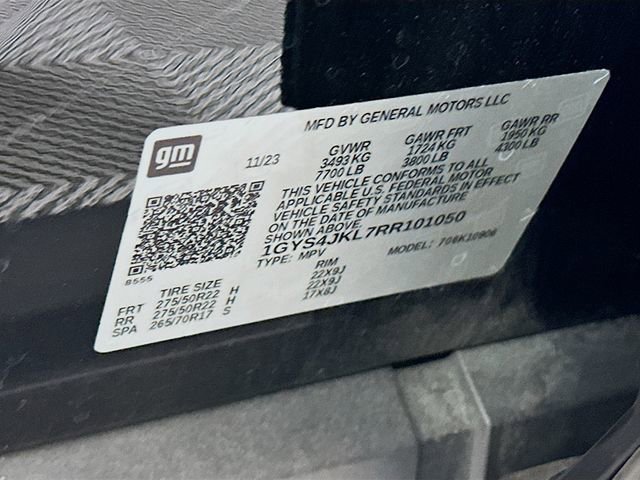 MFD BY GENERAL MOTORS LLC
gm
11/23
GVWR GAWR FRT GAWR RR
3493 KG 1724 KG 1950 KG
7700 LB 3800 LB 4300 LB
THIS VEHICLE CONFORMS TO ALL
APPLICABLE U.S. FEDERAL MOTOR
VEHICLE SAFETY STANDARDS IN EFFECT
ON THE DATE OF MANUFACTURE
SHOWN ABOVE.
1GYS4JKL7RR101050
TYPE: MPV MODEL: 706K10906
8555
TIRE SIZE RIM
FRT 275/50R22 H 22X9J
RR 275/50R22 H 22X9J
SPA 265/70R17 S 17X8J